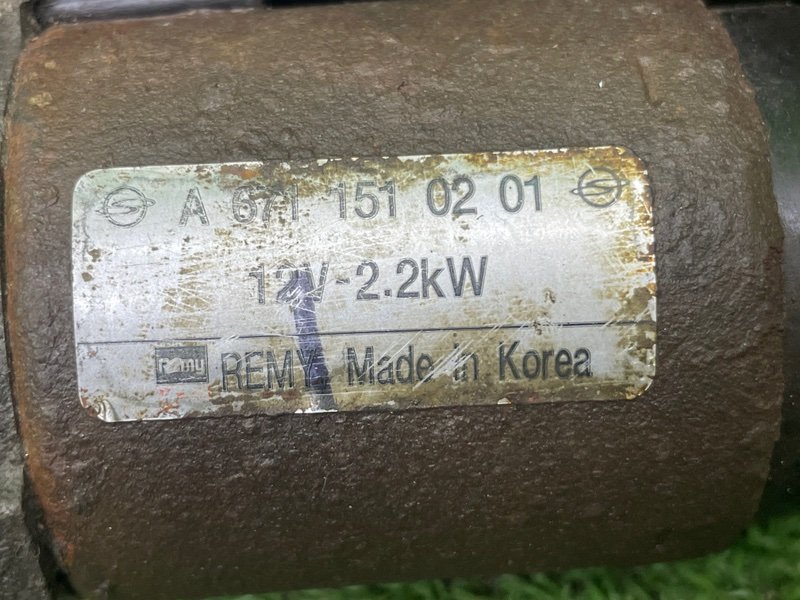 A 671 151 02 01
12V-2.2kW
remy REMY, Made in Korea